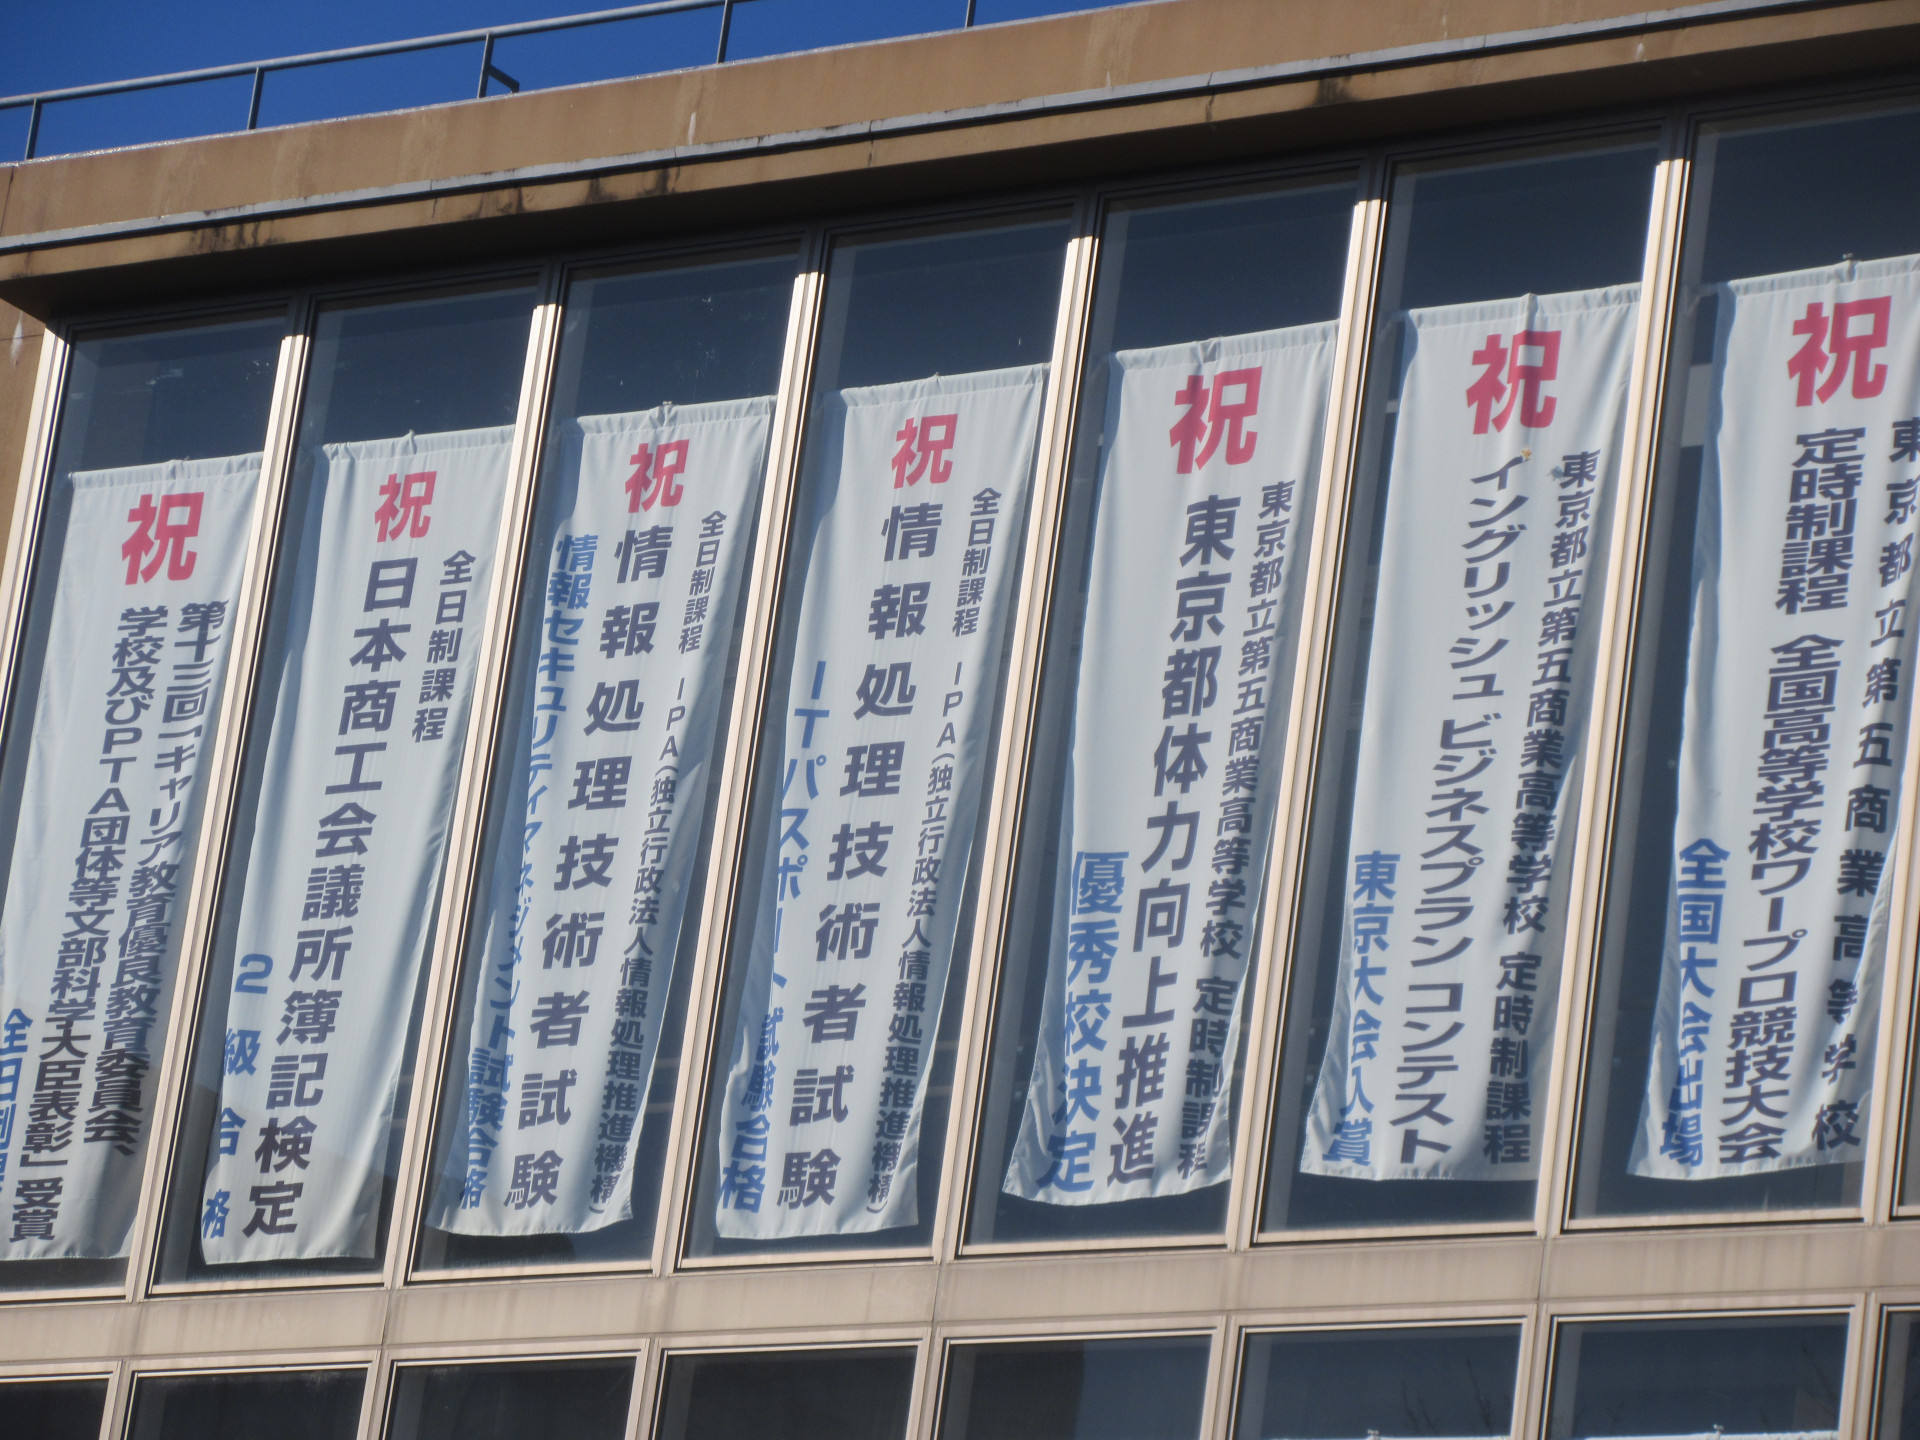 祝
東京都立第五商業高等学校
定時制課程 全国高等学校ワープロ競技大会
全国大会出場
祝
東京都立第五商業高等学校 定時制課程
イングリッシュ ビジネスプラン コンテスト
東京大会入賞
祝
東京都立第五商業高等学校 定時制課程
東京都体力向上推進
優秀校決定
祝
全日制課程 IPA(独立行政法人情報処理推進機構)
情報処理技術者試験
ITパスポート試験合格
祝
全日制課程 IPA(独立行政法人情報処理推進機構)
情報処理技術者試験
情報セキュリティマネジメント試験合格
祝
全日制課程
日本商工会議所簿記検定
2級合格
祝
第十三回「キャリア教育優良教育委員会、
学校及びPTA団体等文部科学大臣表彰」受賞
全日制